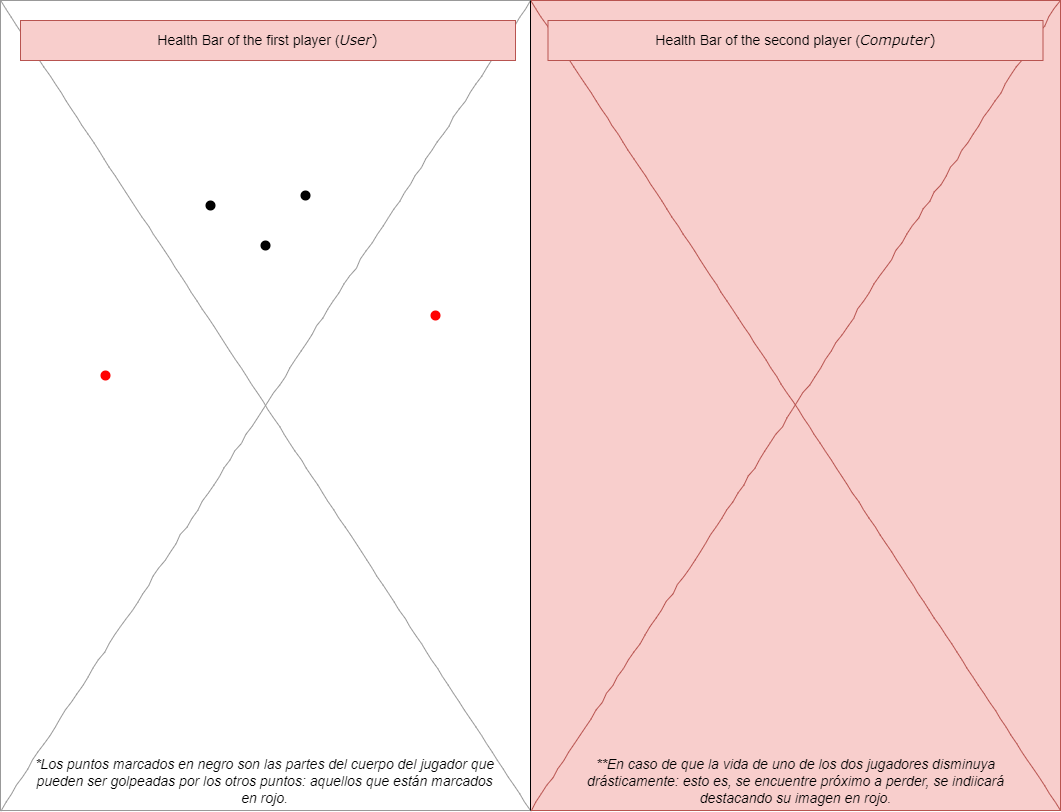 Health Bar of the first player (User)
Health Bar of the second player (Computer)
*Los puntos marcados en negro son las partes del cuerpo del jugador que
pueden ser golpeadas por los otros puntos: aquellos que están marcados
en rojo.
**En caso de que la vida de uno de los dos jugadores disminuya
drásticamente: esto es, se encuentre próximo a perder, se indiicará
destacando su imagen en rojo.